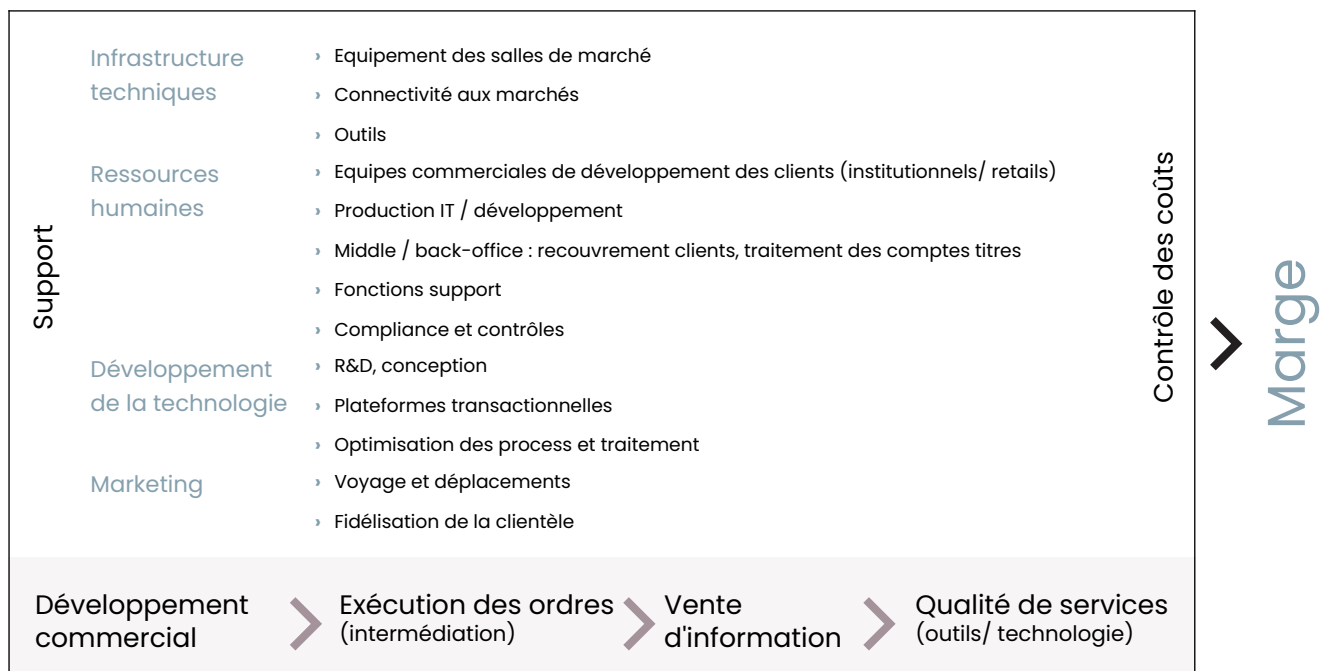 Support
Infrastructure
techniques
› Equipement des salles de marché
› Connectivité aux marchés
› Outils
Ressources
humaines
› Equipes commerciales de développement des clients (institutionnels/ retails)
› Production IT / développement
› Middle / back-office : recouvrement clients, traitement des comptes titres
› Fonctions support
› Compliance et contrôles
Développement
de la technologie
› R&D, conception
› Plateformes transactionnelles
› Optimisation des process et traitement
Marketing
› Voyage et déplacements
› Fidélisation de la clientèle
Contrôle des coûts
Marge
Développement
commercial
Exécution des ordres
(intermédiation)
Vente
d'information
Qualité de services
(outils/ technologie)